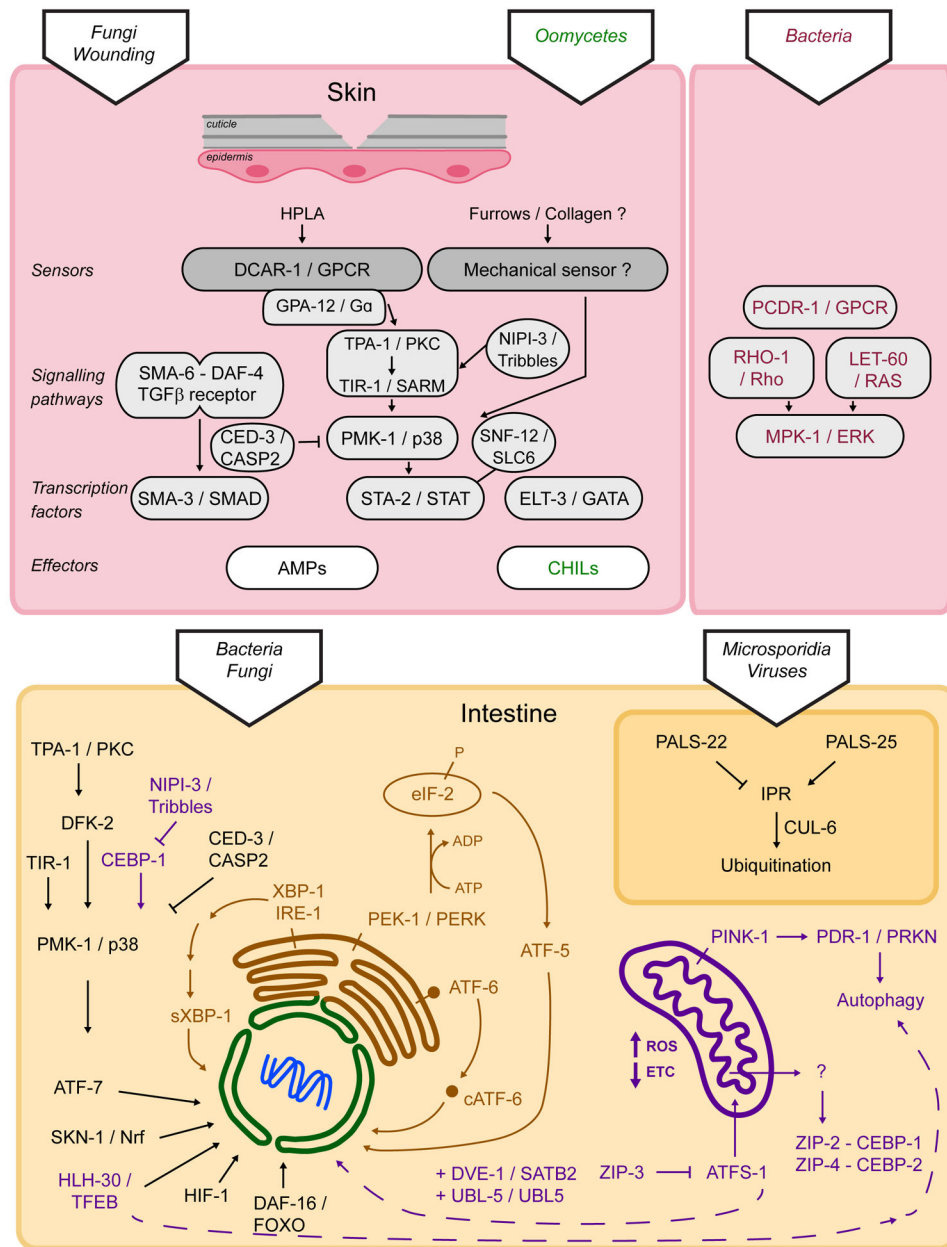 Fungi
Wounding
Oomycetes
Bacteria
Skin
cuticle
epidermis
HPLA
Furrows / Collagen ?
Sensors
DCAR-1 / GPCR
Mechanical sensor ?
GPA-12 / Gα
PCDR-1 / GPCR
TPA-1 / PKC
NIPI-3 /
Tribbles
TIR-1 / SARM
Signalling
pathways
SMA-6 - DAF-4
TGFβ receptor
RHO-1
/ Rho
LET-60
/ RAS
CED-3 /
CASP2
PMK-1 / p38
SNF-12 /
SLC6
MPK-1 / ERK
Transcription
factors
SMA-3 / SMAD
STA-2 / STAT
ELT-3 / GATA
Effectors
AMPs
CHILs
Bacteria
Fungi
Microsporidia
Viruses
Intestine
TPA-1 / PKC
NIPI-3 /
Tribbles
DFK-2
CED-3 /
CASP2
TIR-1
CEBP-1
PMK-1 / p38
P
eIF-2
ADP
ATP
XBP-1
IRE-1
PEK-1 / PERK
ATF-5
sXBP-1
ATF-6
cATF-6
ATF-7
SKN-1 / Nrf
HLH-30 /
TFEB
HIF-1
DAF-16 /
FOXO
PALS-22
PALS-25
IPR
CUL-6
Ubiquitination
PINK-1
PDR-1 / PRKN
Autophagy
ROS
ETC
?
ZIP-2 - CEBP-1
ZIP-4 - CEBP-2
+ DVE-1 / SATB2
+ UBL-5 / UBL5
ZIP-3
ATFS-1